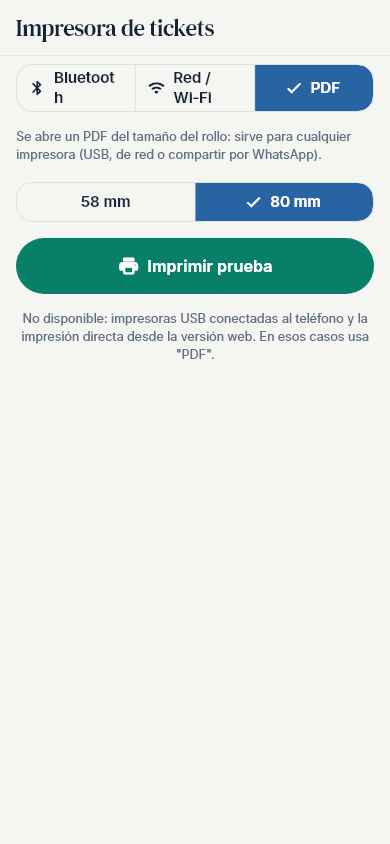 Impresora de tickets
Bluetoot
h
Red /
Wi-Fi
PDF
Se abre un PDF del tamaño del rollo: sirve para cualquier
impresora (USB, de red o compartir por WhatsApp).
58 mm
80 mm
Imprimir prueba
No disponible: impresoras USB conectadas al teléfono y la
impresión directa desde la versión web. En esos casos usa
"PDF".